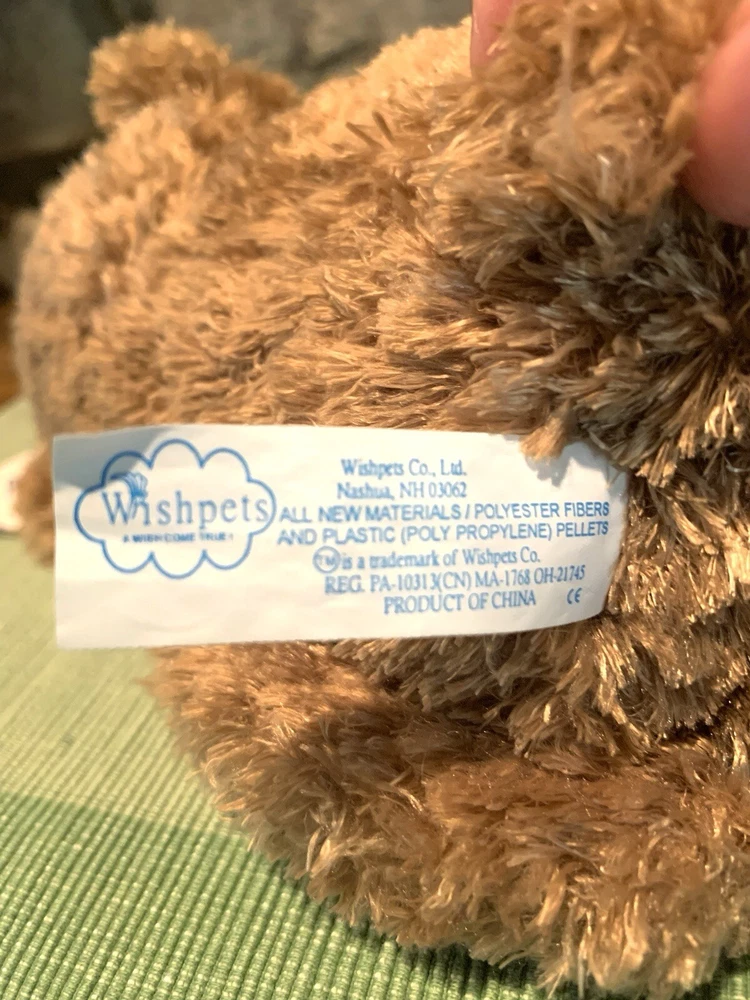 Wishpets
A WISH COME TRUE!
Wishpets Co., Ltd.
Nashua, NH 03062
ALL NEW MATERIALS / POLYESTER FIBERS
AND PLASTIC (POLY PROPYLENE) PELLETS
TM is a trademark of Wishpets Co.
REG. PA-10313(CN) MA-1768 OH-21745
PRODUCT OF CHINA CE